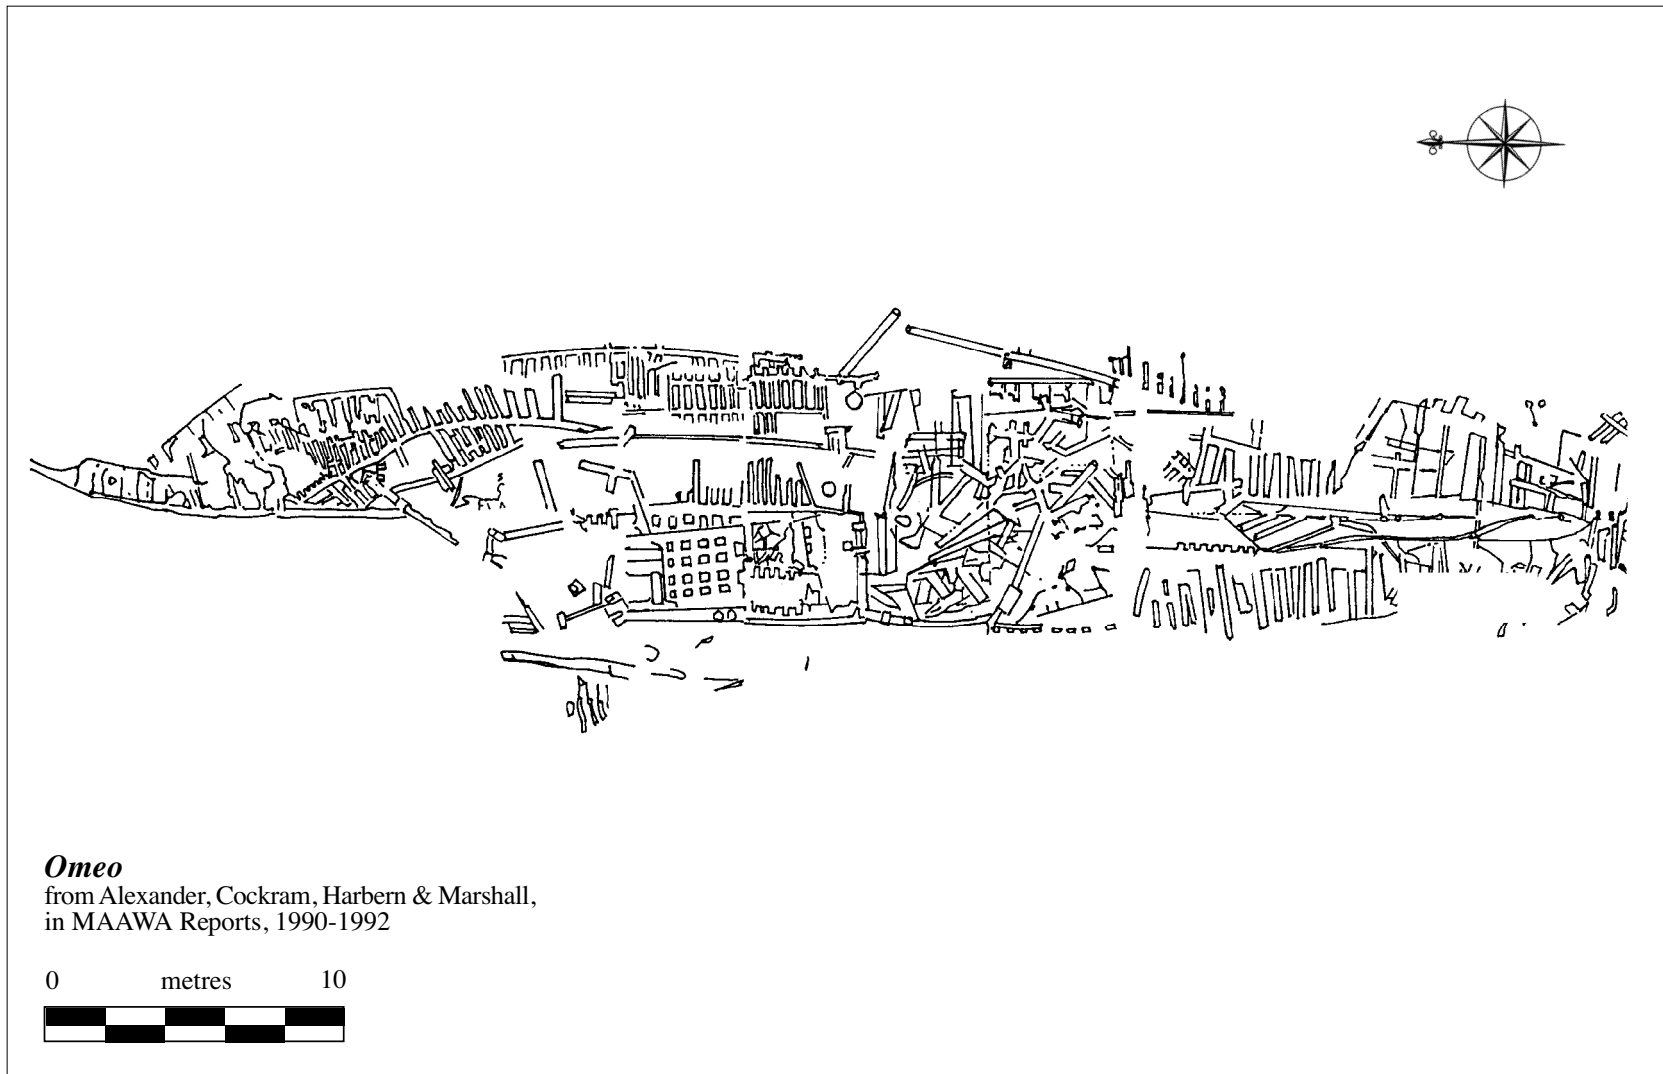 Omeo
from Alexander, Cockram, Harbern & Marshall,
in MAAWA Reports, 1990-1992
0 metres 10